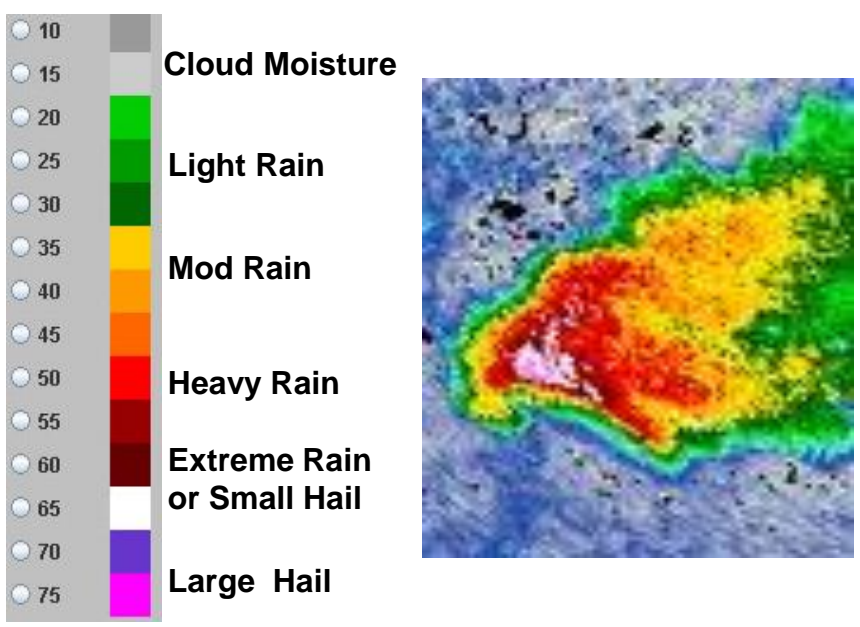 10
15
Cloud Moisture
20
25
Light Rain
30
35
Mod Rain
40
45
50
Heavy Rain
55
60
Extreme Rain
or Small Hail
65
70
75
Large Hail